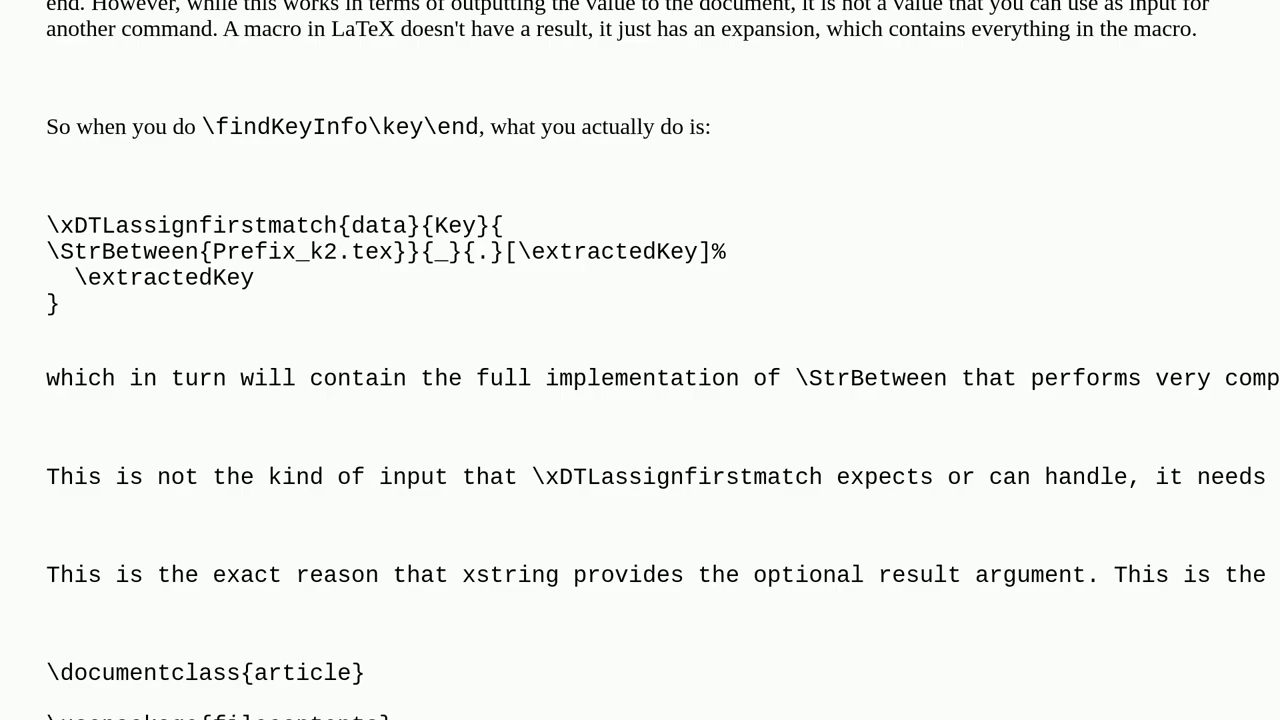 end. However, while this works in terms of outputting the value to the document, it is not a value that you can use as input for
another command. A macro in LaTeX doesn't have a result, it just has an expansion, which contains everything in the macro.
So when you do \findKeyInfo\key\end, what you actually do is:
\xDTLassignfirstmatch{data}{Key}{
\StrBetween{Prefix_k2.tex}}{_}{.}[\extractedKey]%
  \extractedKey
}
which in turn will contain the full implementation of \StrBetween that performs very comp
This is not the kind of input that \xDTLassignfirstmatch expects or can handle, it needs
This is the exact reason that xstring provides the optional result argument. This is the
\documentclass{article}
\usepackage{filecontents}